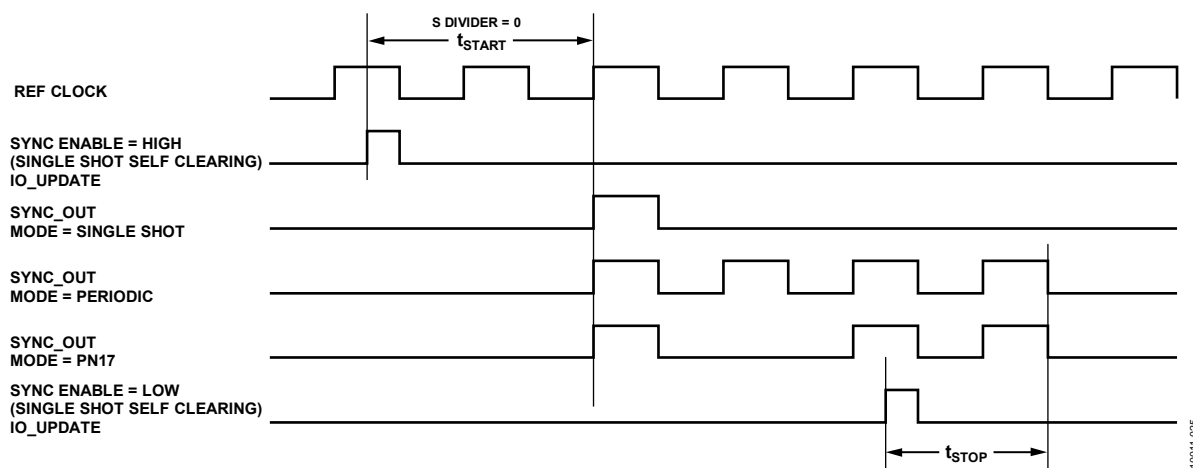 S DIVIDER = 0
tSTART
REF CLOCK
SYNC ENABLE = HIGH
(SINGLE SHOT SELF CLEARING)
IO_UPDATE
SYNC_OUT
MODE = SINGLE SHOT
SYNC_OUT
MODE = PERIODIC
SYNC_OUT
MODE = PN17
SYNC ENABLE = LOW
(SINGLE SHOT SELF CLEARING)
IO_UPDATE
tSTOP